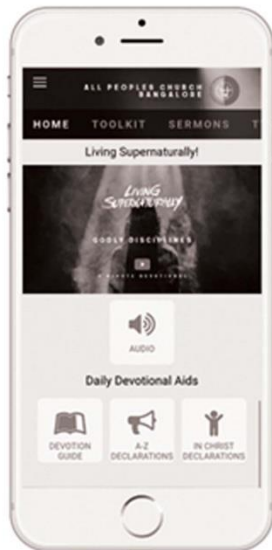 ALL PEOPLES CHURCH
BANGALORE
HOME TOOLKIT SERMONS T
Living Supernaturally!
LIVING
SUPERNATURALLY
GODLY DISCIPLINES
DEVOTIONAL
AUDIO
Daily Devotional Aids
DEVOTION
GUIDE
A-Z
DECLARATIONS
IN CHRIST
DECLARATIONS